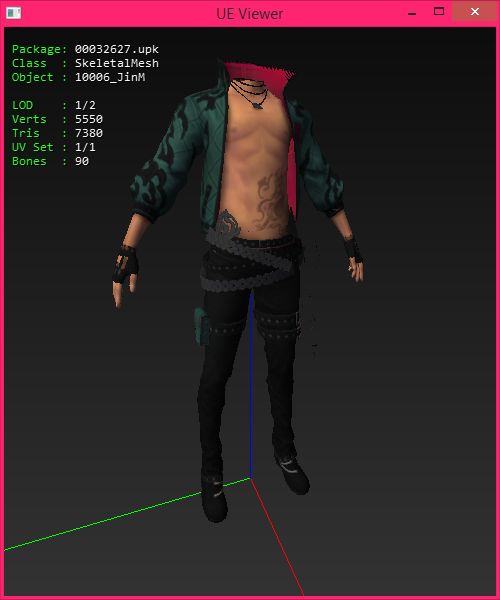 UE Viewer
Package: 00032627.upk
Class : SkeletalMesh
Object : 10006_JinM
LOD : 1/2
Verts : 5550
Tris : 7380
UV Set : 1/1
Bones : 90